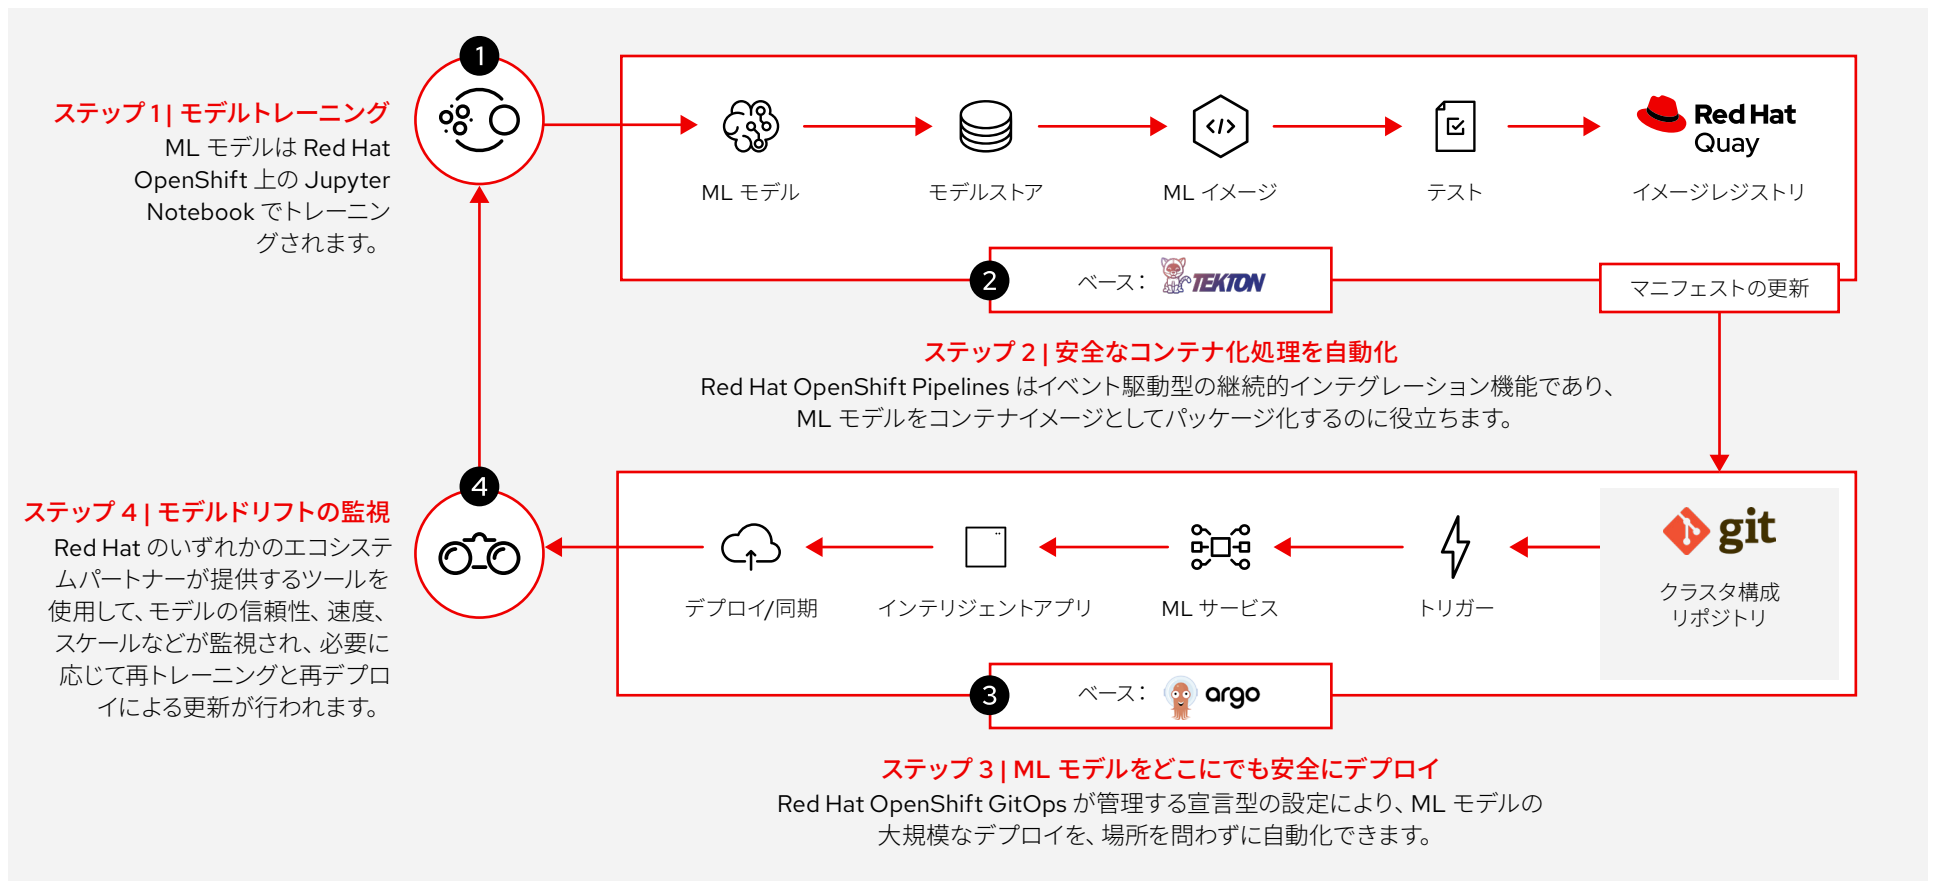 1
ステップ 1 | モデルトレーニング
ML モデルは Red Hat
OpenShift 上の Jupyter
Notebook でトレーニン
グされます。
ML モデル
モデルストア
ML イメージ
テスト
Red Hat
Quay
イメージレジストリ
2
ベース：
TEKTON
マニフェストの更新
ステップ 2 | 安全なコンテナ化処理を自動化
Red Hat OpenShift Pipelines はイベント駆動型の継続的インテグレーション機能であり、
ML モデルをコンテナイメージとしてパッケージ化するのに役立ちます。
git
クラスタ構成
リポジトリ
トリガー
ML サービス
インテリジェントアプリ
デプロイ/同期
3
ベース：
argo
ステップ 3 | ML モデルをどこにでも安全にデプロイ
Red Hat OpenShift GitOps が管理する宣言型の設定により、ML モデルの
大規模なデプロイを、場所を問わずに自動化できます。
4
ステップ 4 | モデルドリフトの監視
Red Hat のいずれかのエコシステ
ムパートナーが提供するツールを
使用して、モデルの信頼性、速度、
スケールなどが監視され、必要に
応じて再トレーニングと再デプロ
イによる更新が行われます。